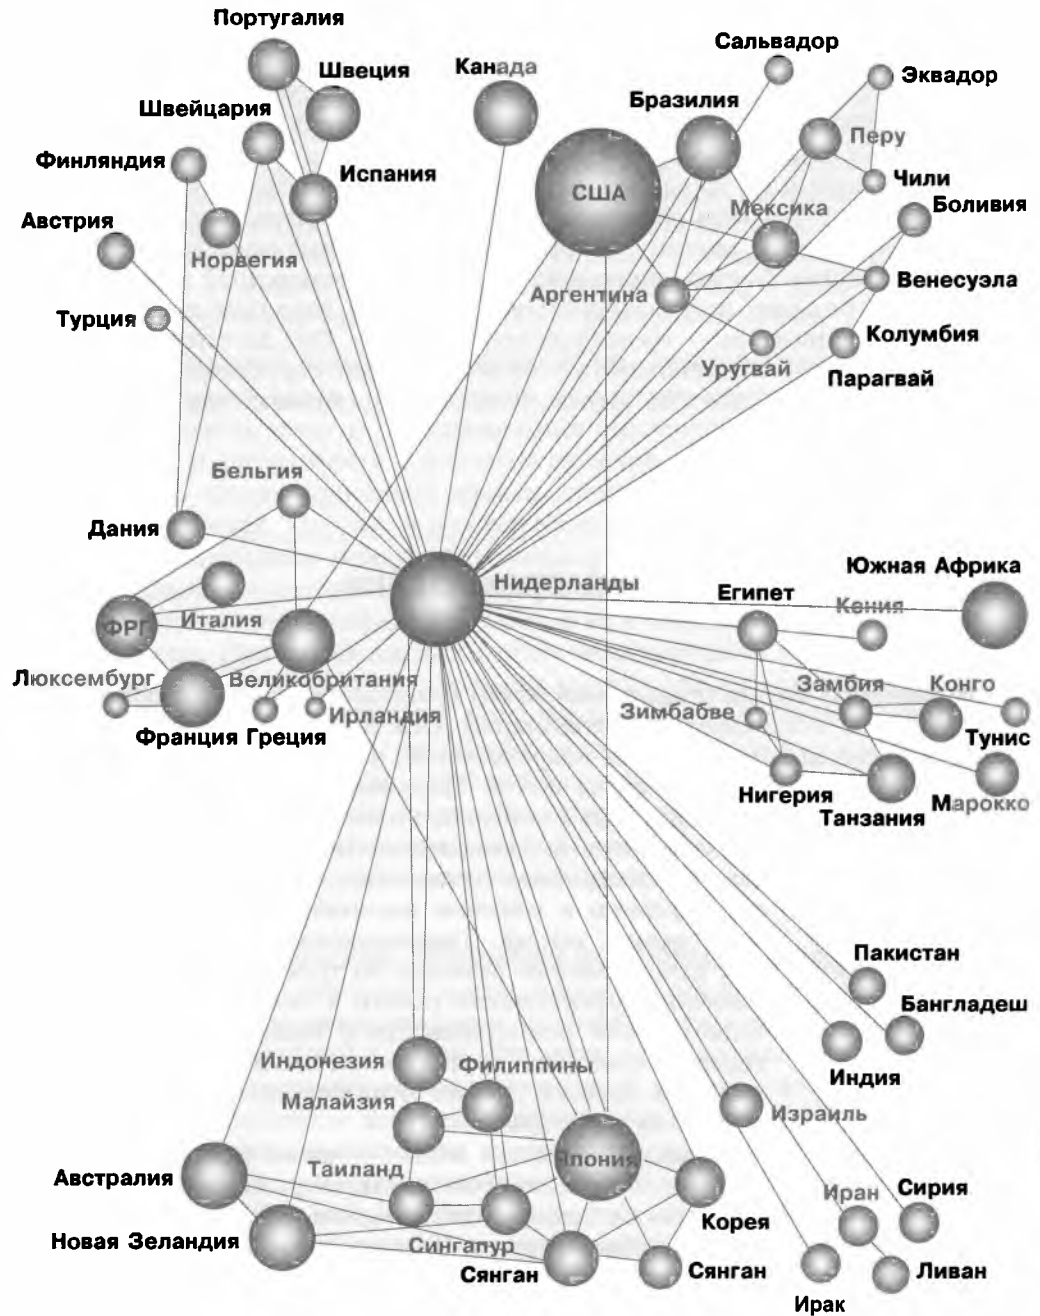 Португалия
Швеция
Швейцария
Финляндия
Испания
Австрия
Норвегия
Турция
Канада
Сальвадор
Эквадор
Бразилия
Перу
США
Чили
Мексика
Боливия
Аргентина
Венесуэла
Колумбия
Уругвай
Парагвай
Бельгия
Дания
Нидерланды
Италия
ФРГ
Люксембург
Великобритания
Ирландия
Франция
Греция
Южная Африка
Египет
Кения
Замбия
Конго
Зимбабве
Тунис
Нигерия
Марокко
Танзания
Пакистан
Бангладеш
Индия
Индонезия
Филиппины
Малайзия
Израиль
Таиланд
Япония
Австралия
Иран
Сирия
Корея
Новая Зеландия
Сингапур
Сянган
Сянган
Ливан
Ирак